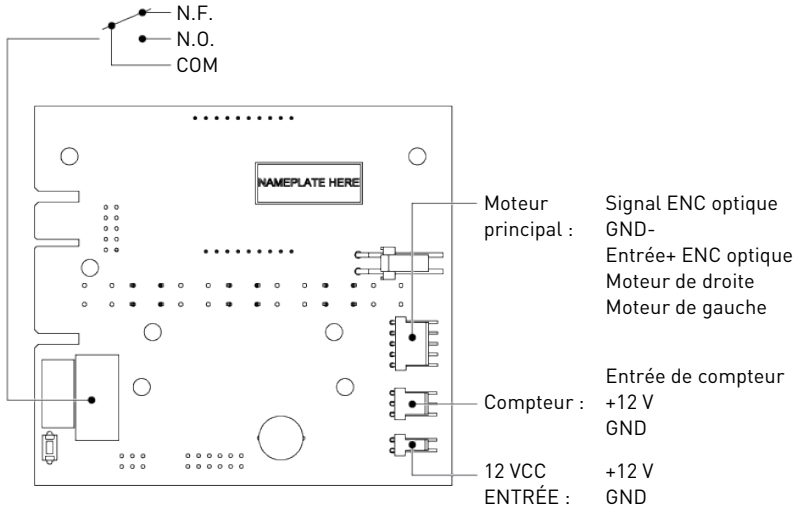 N.F.
N.O.
COM
NAMEPLATE HERE
Moteur principal :
Signal ENC optique
GND-
Entrée+ ENC optique
Moteur de droite
Moteur de gauche
Compteur :
Entrée de compteur
+12 V
GND
12 VCC
ENTRÉE :
+12 V
GND